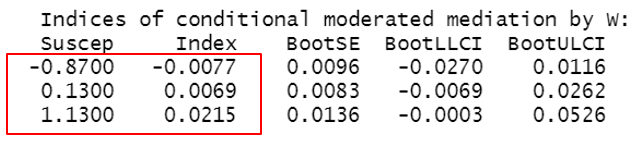 Indices of conditional moderated mediation by W:
Suscep Index BootSE BootLLCI BootULCI
-0.8700 -0.0077 0.0096 -0.0270 0.0116
0.1300 0.0069 0.0083 -0.0069 0.0262
1.1300 0.0215 0.0136 -0.0003 0.0526